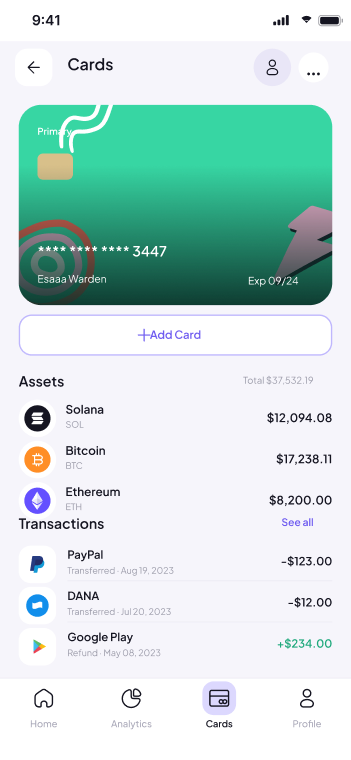 9:41
Cards
...
Primary
**** **** **** 3447
Esaaa Warden
Exp 09/24
+Add Card
Assets
Total $37,532.19
Solana
$12,094.08
SOL
Bitcoin
$17,238.11
BTC
Ethereum
$8,200.00
ETH
Transactions
See all
PayPal
-$123.00
Transferred · Aug 19, 2023
DANA
-$12.00
Transferred · Jul 20, 2023
Google Play
+$234.00
Refund · May 08, 2023
Home
Analytics
Cards
Profile